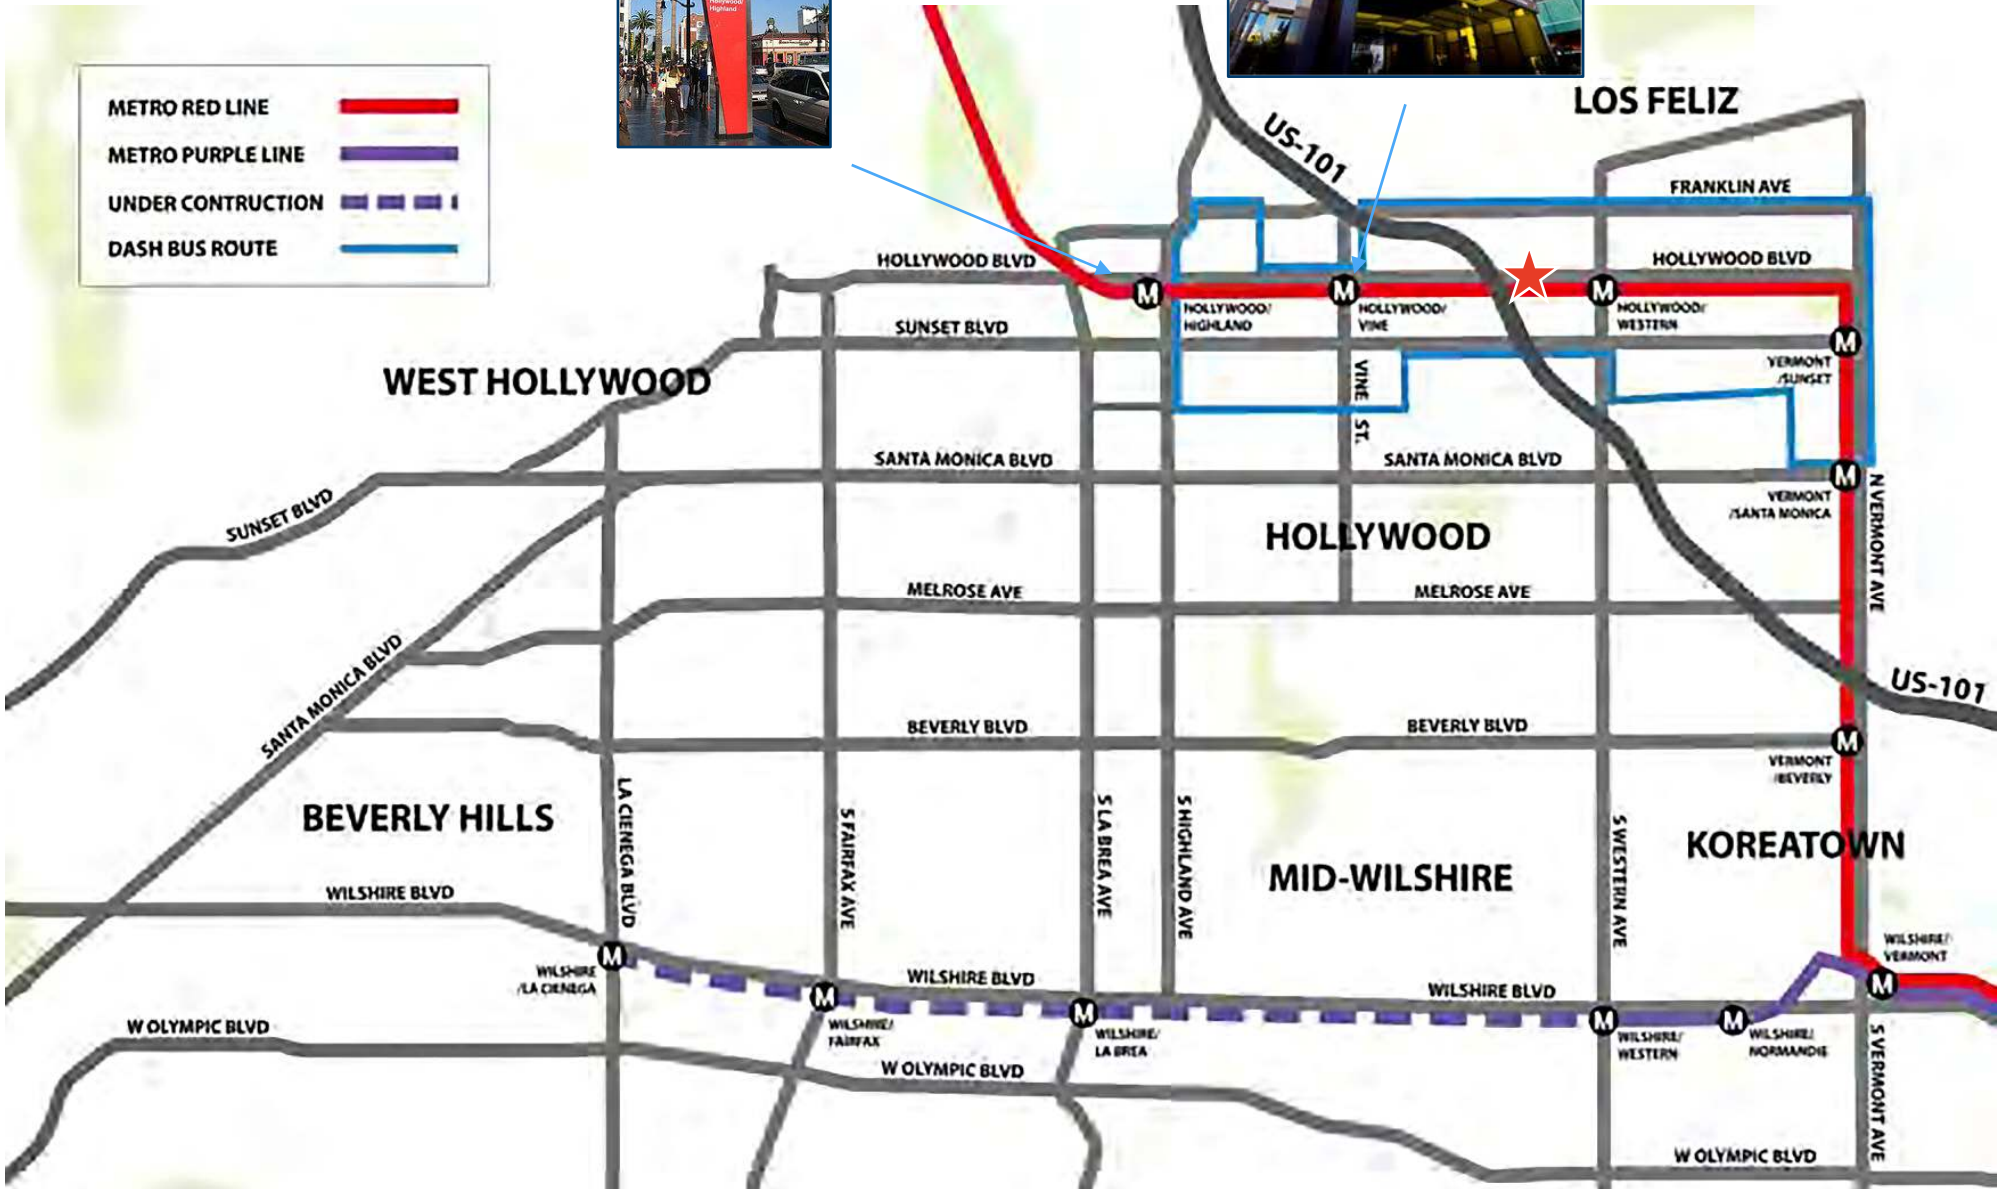 Hollywood/
Highland
METRO RED LINE
METRO PURPLE LINE
UNDER CONTRUCTION
DASH BUS ROUTE
LOS FELIZ
US-101
FRANKLIN AVE
HOLLYWOOD BLVD
HOLLYWOOD BLVD
M
M
M
HOLLYWOOD/
HIGHLAND
HOLLYWOOD/
VINE
HOLLYWOOD/
WESTERN
SUNSET BLVD
M
VERMONT
/SUNSET
WEST HOLLYWOOD
VINE ST.
SANTA MONICA BLVD
SANTA MONICA BLVD
M
VERMONT
/SANTA MONICA
SUNSET BLVD
N VERMONT AVE
HOLLYWOOD
MELROSE AVE
MELROSE AVE
SANTA MONICA BLVD
US-101
BEVERLY BLVD
BEVERLY BLVD
M
VERMONT
/BEVERLY
BEVERLY HILLS
LA CIENEGA BLVD
S FAIRFAX AVE
S LA BREA AVE
S HIGHLAND AVE
S WESTERN AVE
KOREATOWN
MID-WILSHIRE
WILSHIRE BLVD
M
WILSHIRE
/LA CIENEGA
WILSHIRE BLVD
WILSHIRE BLVD
WILSHIRE/
VERMONT
M
M
WILSHIRE/
FAIRFAX
M
WILSHIRE/
LA BREA
M
WILSHIRE/
WESTERN
M
WILSHIRE/
NORMANDIE
W OLYMPIC BLVD
W OLYMPIC BLVD
S VERMONT AVE
W OLYMPIC BLVD